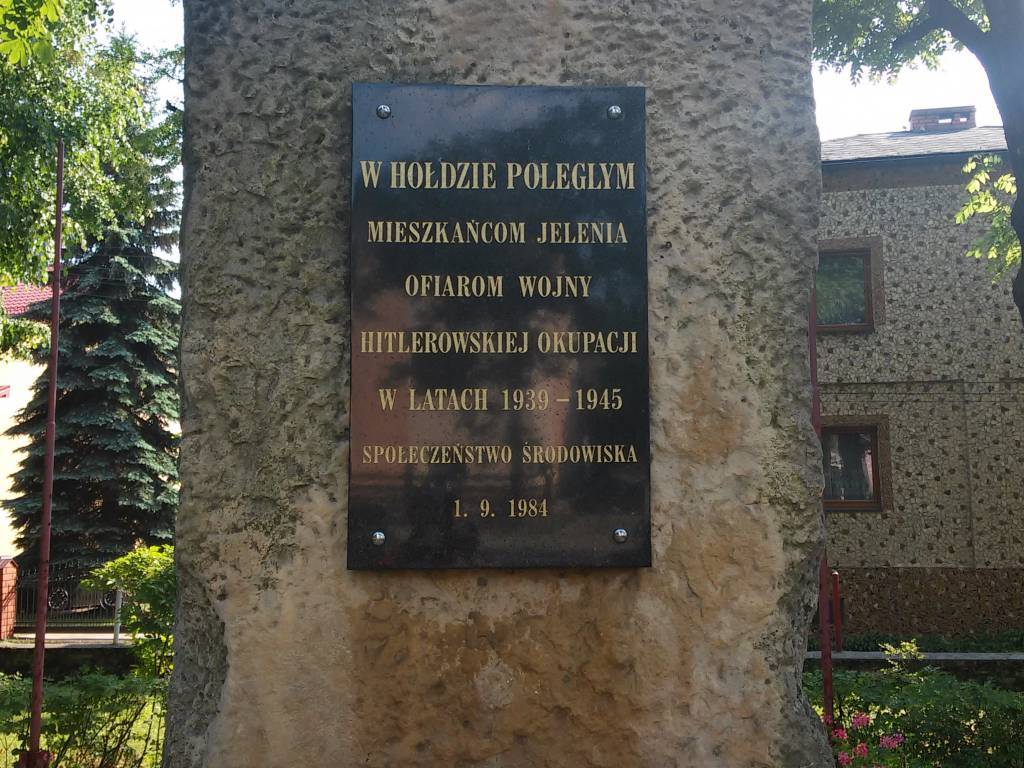 W HOŁDZIE POLEGŁYM
MIESZKAŃCOM JELENIA
OFIAROM WOJNY
HITLEROWSKIEJ OKUPACJI
W LATACH 1939 – 1945
SPOŁECZEŃSTWO ŚRODOWISKA
1. 9. 1984